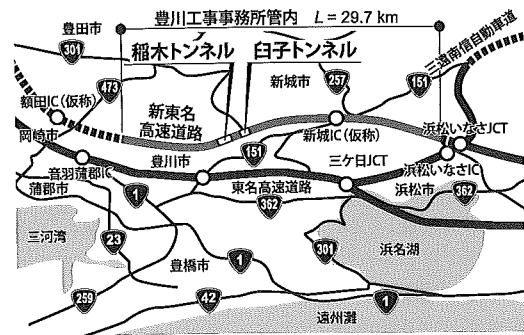 豊田市
豊川工事事務所管内 L = 29.7 km
301
稲木トンネル
臼子トンネル
三遠南信自動車道
473
新城市
257
151
額田IC(仮称)
新東名
高速道路
岡崎市
151
新城IC(仮称)
浜松いなさJCT
豊川市
三ケ日JCT
浜松いなさIC
音羽蒲郡IC
蒲郡市
1
東名高速道路
浜松市
362
362
三河湾
23
豊橋市
1
301
浜名湖
259
42
1
遠州灘